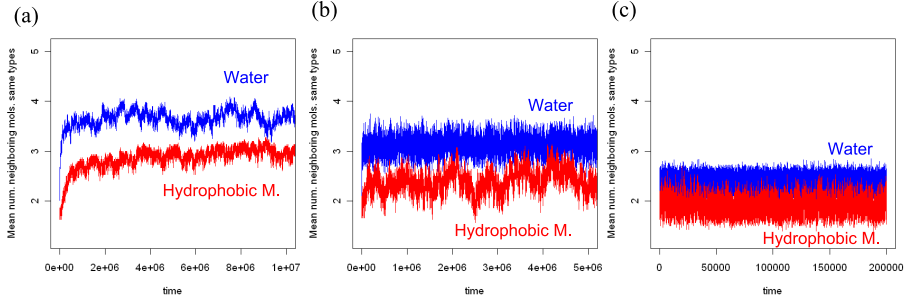 (a)
Mean num. neighboring mols. same types
5
4
3
2
Water
Hydrophobic M.
0e+00 2e+06 4e+06 6e+06 8e+06 1e+07
time
(b)
Mean num. neighboring mols. same types
5
4
3
2
Water
Hydrophobic M.
0e+00 1e+06 2e+06 3e+06 4e+06 5e+06
time
(c)
Mean num. neighboring mols. same types
5
4
3
2
Water
Hydrophobic M.
0 50000 100000 150000 200000
time